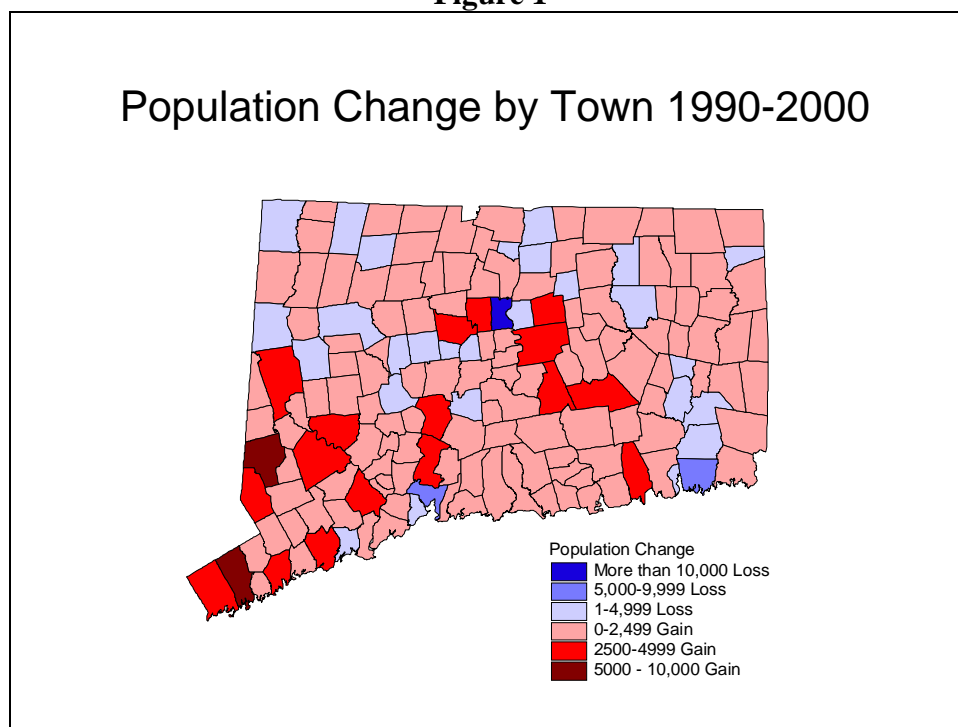 Figure 1
Population Change by Town 1990-2000
Population Change
More than 10,000 Loss
5,000-9,999 Loss
1-4,999 Loss
0-2,499 Gain
2500-4999 Gain
5000 - 10,000 Gain